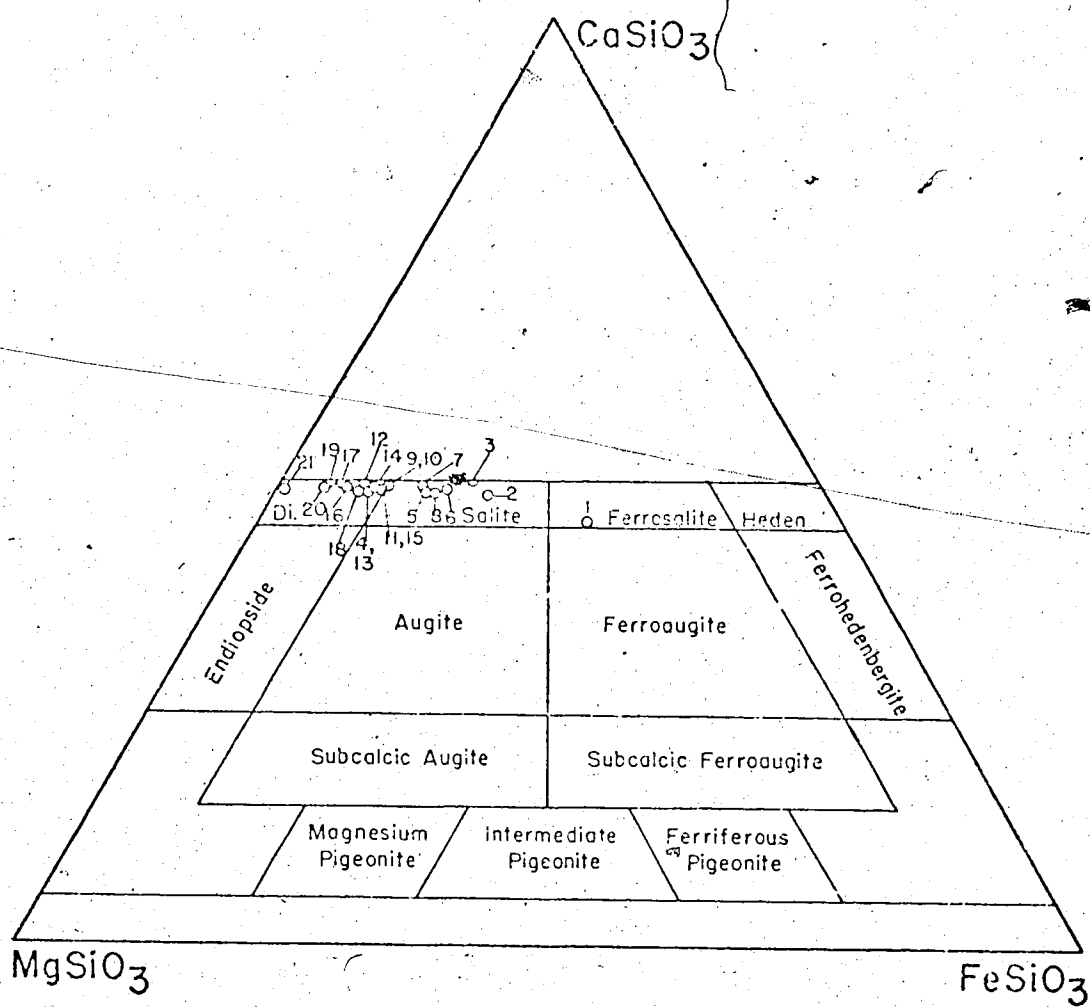 CaSiO3
12
19 17 14 9,10 7 3
21
2
Di. 20 16 5 8 6 Salite
1
Ferrosalite Heden
18 4, 11,15
13
Endiopside
Augite
Ferroaugite
Ferrohedenbergite
Subcalcic Augite
Subcalcic Ferroaugite
Magnesium
Pigeonite
Intermediate
Pigeonite
Ferriferous
Pigeonite
MgSiO3
FeSiO3